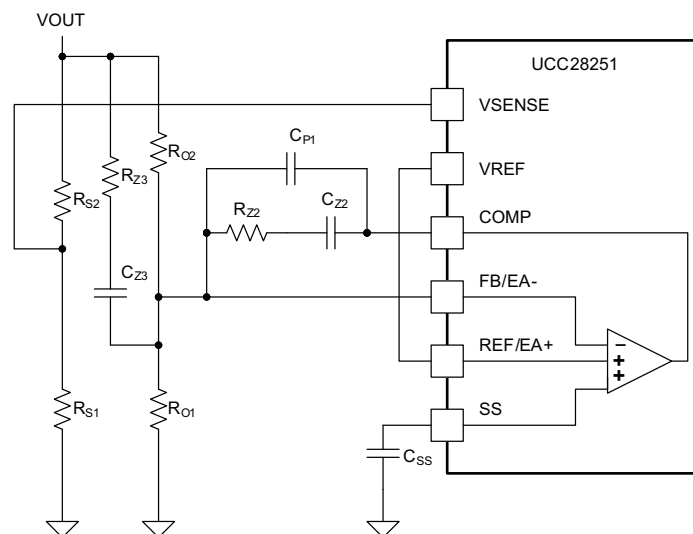 VOUT
UCC28251
VSENSE
CP1
RO2
VREF
RZ3
RS2
RZ2
CZ2
COMP
CZ3
FB/EA-
REF/EA+
−
+
+
RS1
RO1
SS
CSS